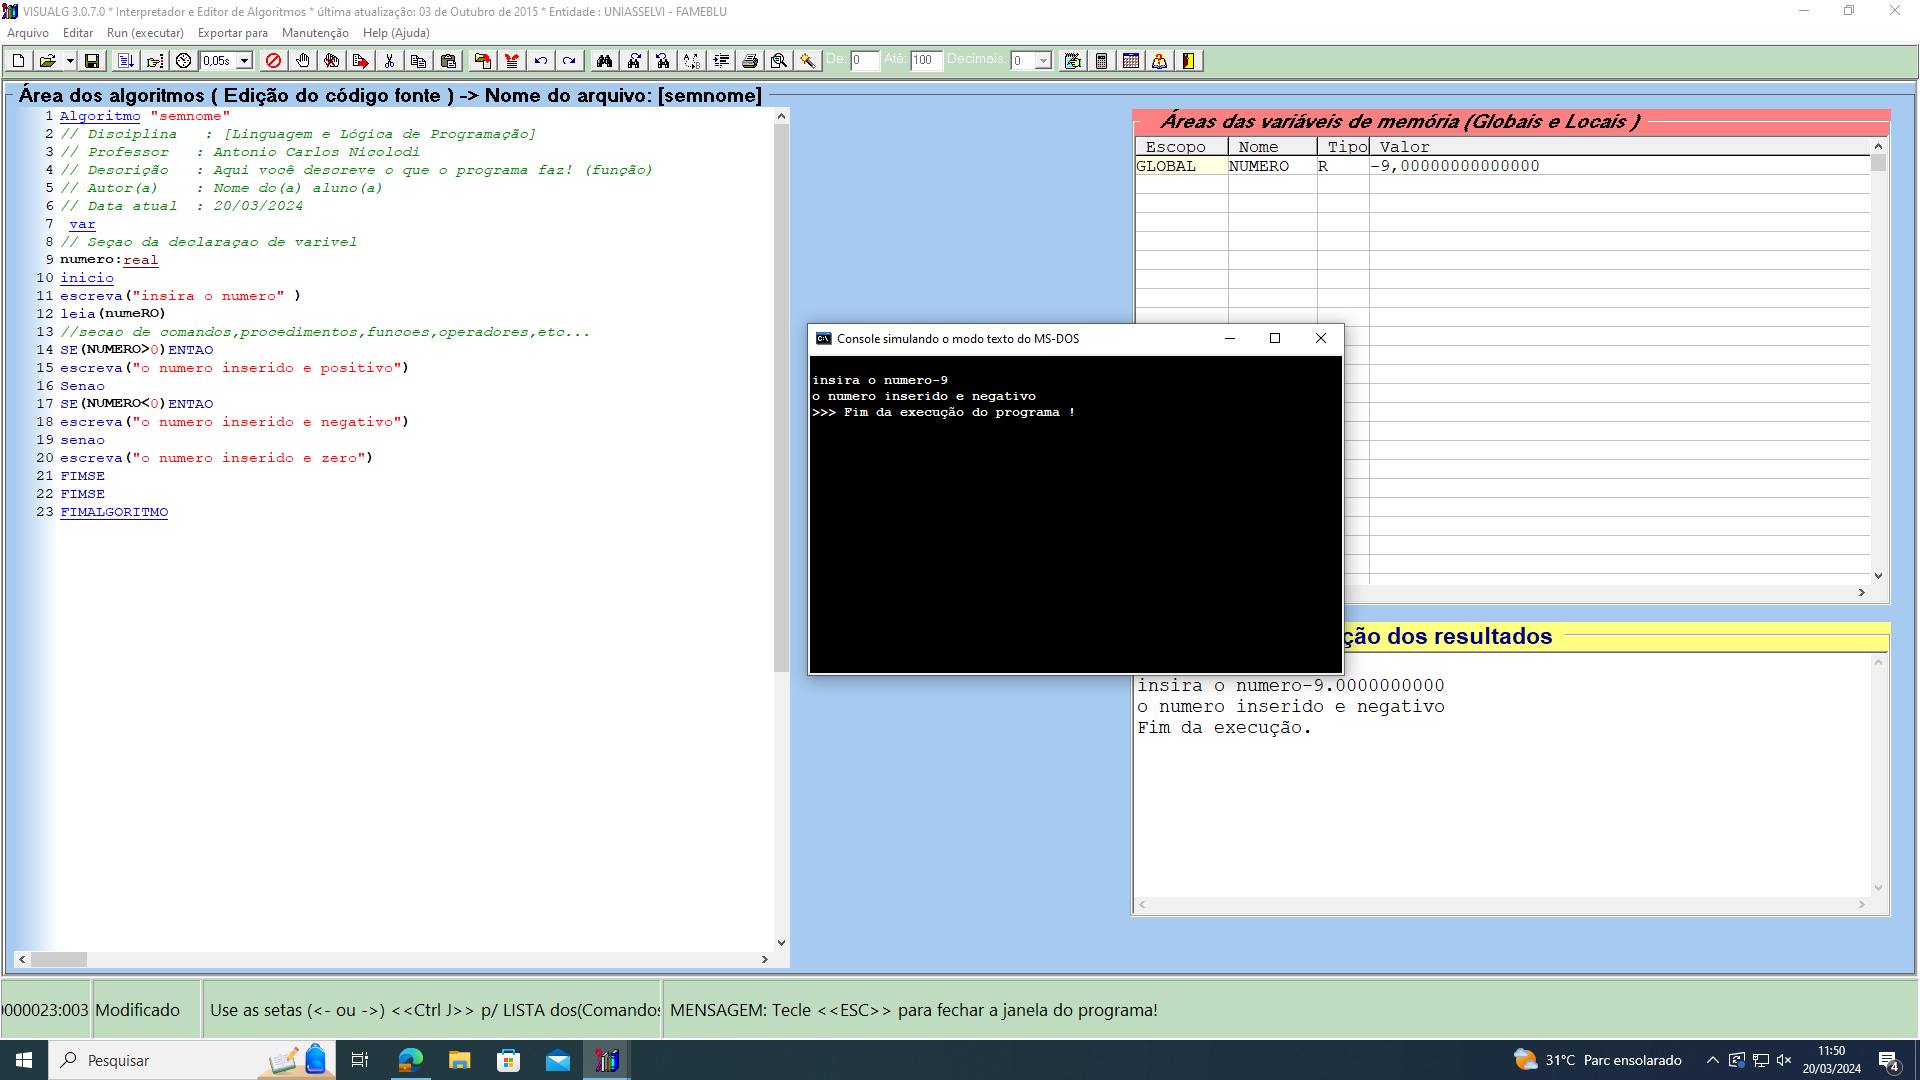 VISUALG 3.0.7.0 * Interpretador e Editor de Algoritmos * última atualização: 03 de Outubro de 2015 * Entidade : UNIASSELVI - FAMEBLU
Arquivo Editar Run (executar) Exportar para Manutenção Help (Ajuda)
0,05s De: 0 Até: 100 Decimais: 0
Área dos algoritmos ( Edição do código fonte ) -> Nome do arquivo: [semnome]
1 Algoritmo "semnome"
2 // Disciplina : [Linguagem e Lógica de Programação]
3 // Professor : Antonio Carlos Nicolodi
4 // Descrição : Aqui você descreve o que o programa faz! (função)
5 // Autor(a) : Nome do(a) aluno(a)
6 // Data atual : 20/03/2024
7 var
8 // Seçao da declaraçao de varivel
9 numero:real
10 inicio
11 escreva("insira o numero" )
12 leia(numeRO)
13 //secao de comandos,procedimentos,funcoes,operadores,etc...
14 SE(NUMERO>0)ENTAO
15 escreva("o numero inserido e positivo")
16 Senao
17 SE(NUMERO<0)ENTAO
18 escreva("o numero inserido e negativo")
19 senao
20 escreva("o numero inserido e zero")
21 FIMSE
22 FIMSE
23 FIMALGORITMO
Áreas das variáveis de memória (Globais e Locais )
Escopo Nome Tipo Valor
GLOBAL NUMERO R -9,00000000000000
Console simulando o modo texto do MS-DOS
insira o numero-9
o numero inserido e negativo
>>> Fim da execução do programa !
ção dos resultados
insira o numero-9.0000000000
o numero inserido e negativo
Fim da execução.
0000023:003 Modificado Use as setas (<- ou ->) <<Ctrl J>> p/ LISTA dos(Comandos MENSAGEM: Tecle <<ESC>> para fechar a janela do programa!
Pesquisar 31°C Parc ensolarado 11:50
20/03/2024 4